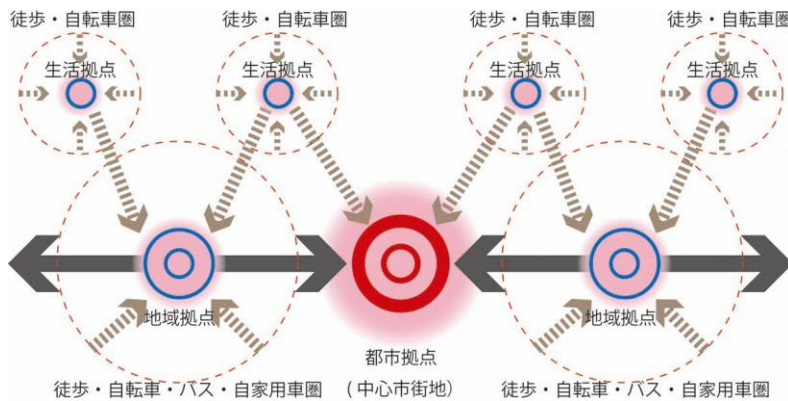 徒歩・自転車圏
徒歩・自転車圏
徒歩・自転車圏
徒歩・自転車圏
生活拠点
生活拠点
生活拠点
生活拠点
地域拠点
地域拠点
都市拠点
(中心市街地)
徒歩・自転車・バス・自家用車圏
徒歩・自転車・バス・自家用車圏